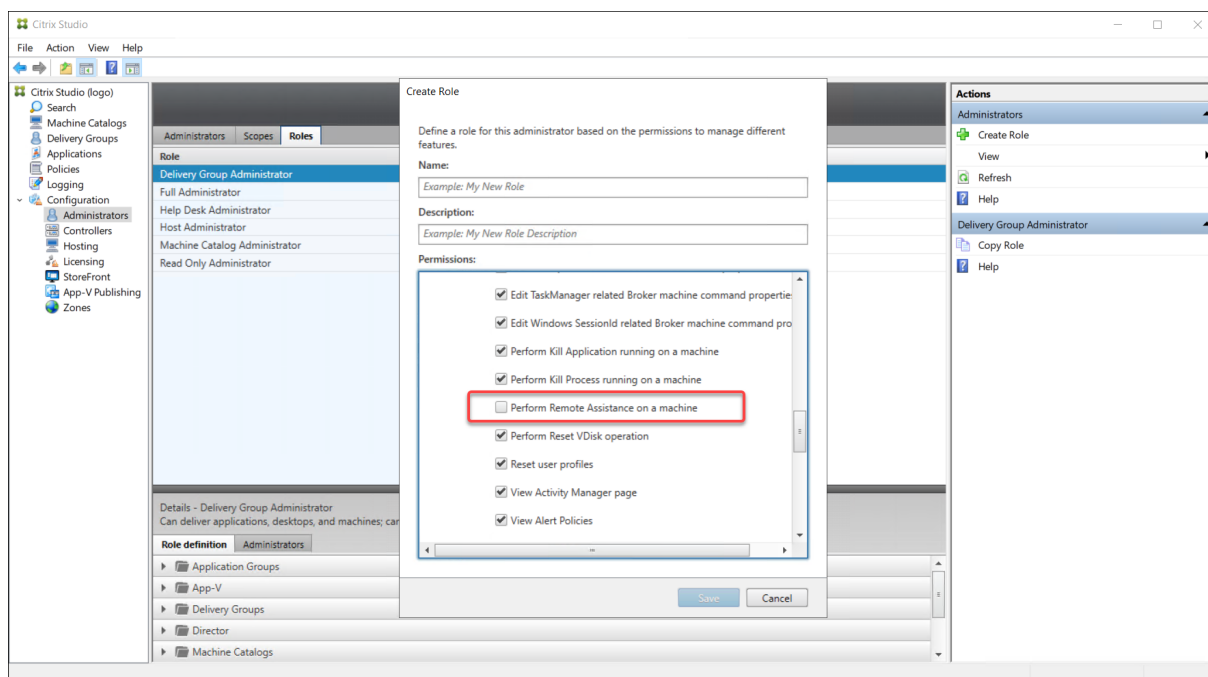 Citrix Studio
File Action View Help
Citrix Studio (logo)
Search
Machine Catalogs
Delivery Groups
Applications
Policies
Logging
Configuration
Administrators
Controllers
Hosting
Licensing
StoreFront
App-V Publishing
Zones
Administrators Scopes Roles
Role
Delivery Group Administrator
Full Administrator
Help Desk Administrator
Host Administrator
Machine Catalog Administrator
Read Only Administrator
Details - Delivery Group Administrator
Can deliver applications, desktops, and machines; car
Role definition Administrators
Application Groups
App-V
Delivery Groups
Director
Machine Catalogs
Create Role
Define a role for this administrator based on the permissions to manage different
features.
Name:
Example: My New Role
Description:
Example: My New Role Description
Permissions:
Edit TaskManager related Broker machine command propertie
Edit Windows SessionId related Broker machine command pro
Perform Kill Application running on a machine
Perform Kill Process running on a machine
Perform Remote Assistance on a machine
Perform Reset VDisk operation
Reset user profiles
View Activity Manager page
View Alert Policies
Save Cancel
Actions
Administrators
Create Role
View
Refresh
Help
Delivery Group Administrator
Copy Role
Help